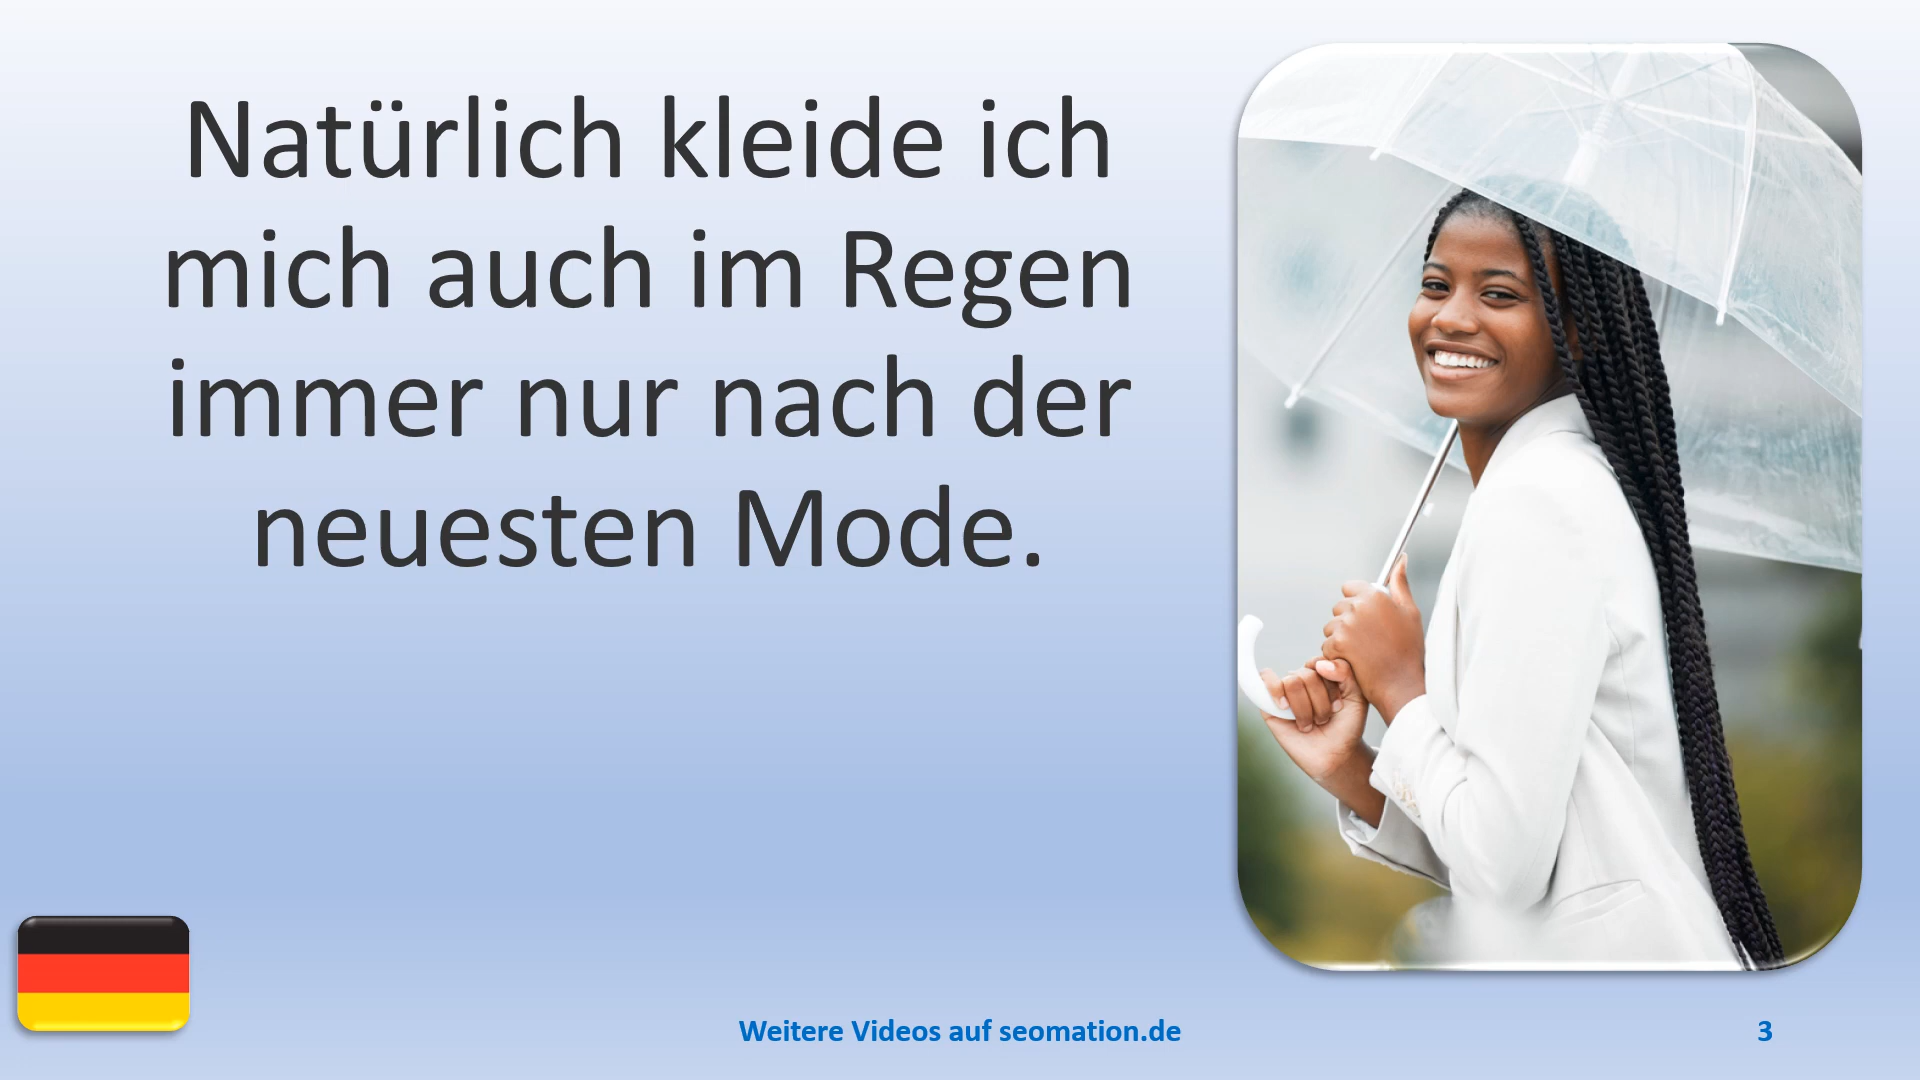 Natürlich kleide ich
mich auch im Regen
immer nur nach der
neuesten Mode.
Weitere Videos auf seomation.de
3